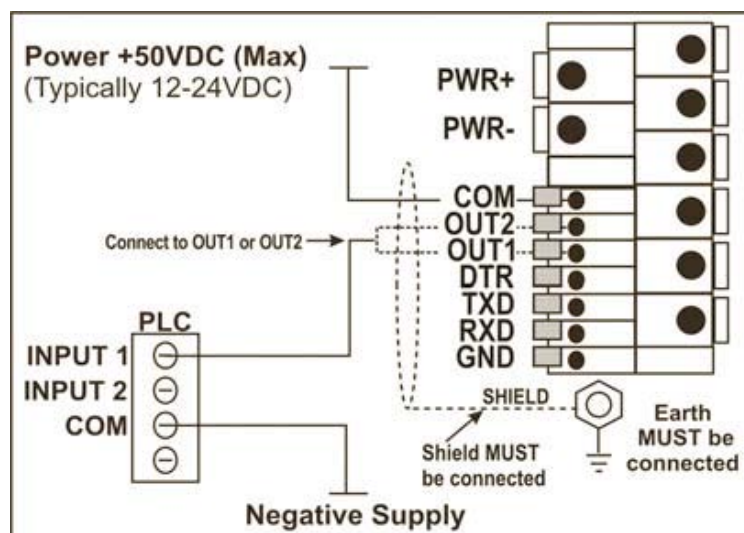 Power +50VDC (Max)
(Typically 12-24VDC)
PWR+
PWR-
COM
OUT2
Connect to OUT1 or OUT2
OUT1
DTR
TXD
RXD
GND
PLC
INPUT 1
INPUT 2
COM
SHIELD
Shield MUST
be connected
Earth
MUST be
connected
Negative Supply